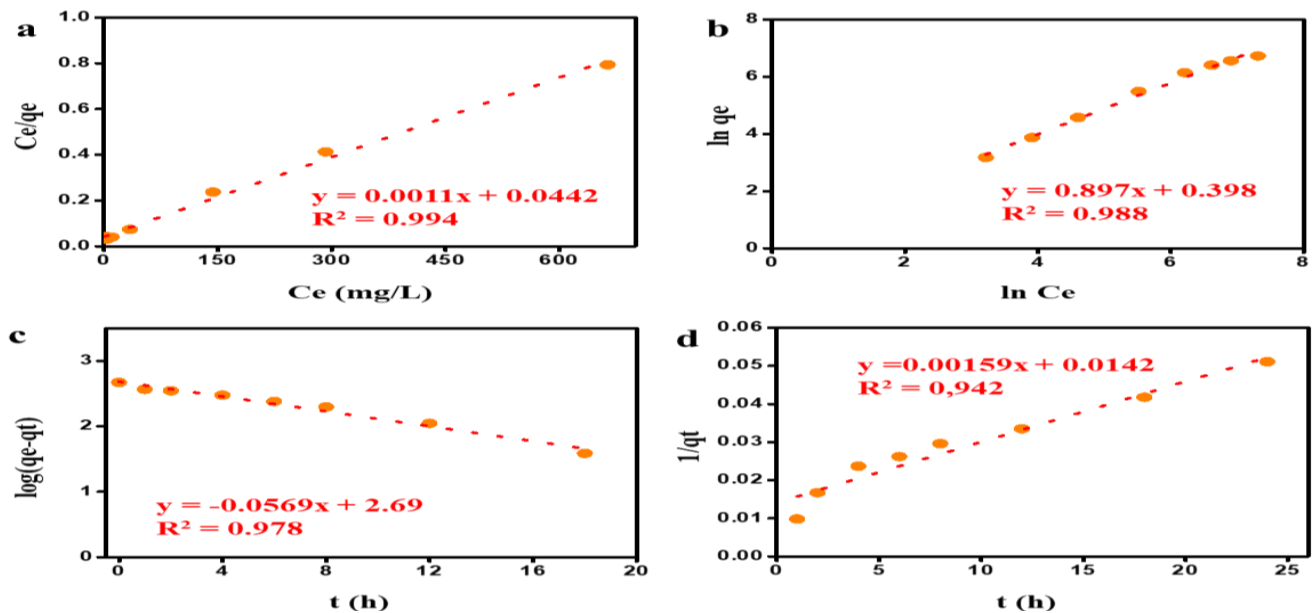 a
1.0
0.8
0.6
0.4
0.2
0.0
Ce/qe
y = 0.0011x + 0.0442
R² = 0.994
0 150 300 450 600
Ce (mg/L)
b
8
6
4
2
0
ln qe
y = 0.897x + 0.398
R² = 0.988
0 2 4 6 8
ln Ce
c
3
2
1
0
log(qe-qt)
y = -0.0569x + 2.69
R² = 0.978
0 4 8 12 16 20
t (h)
d
0.06
0.05
0.04
0.03
0.02
0.01
0.00
1/qt
y =0.00159x + 0.0142
R² = 0,942
0 5 10 15 20 25
t (h)